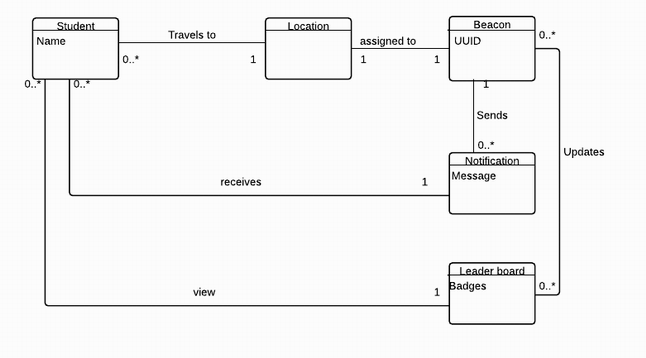 Student
Name
Travels to
0..*
1
Location
assigned to
1
1
Beacon
UUID
0..*
0..*
0..*
1
Sends
0..*
Updates
Notification
Message
receives
1
Leader board
Badges
view
1
0..*